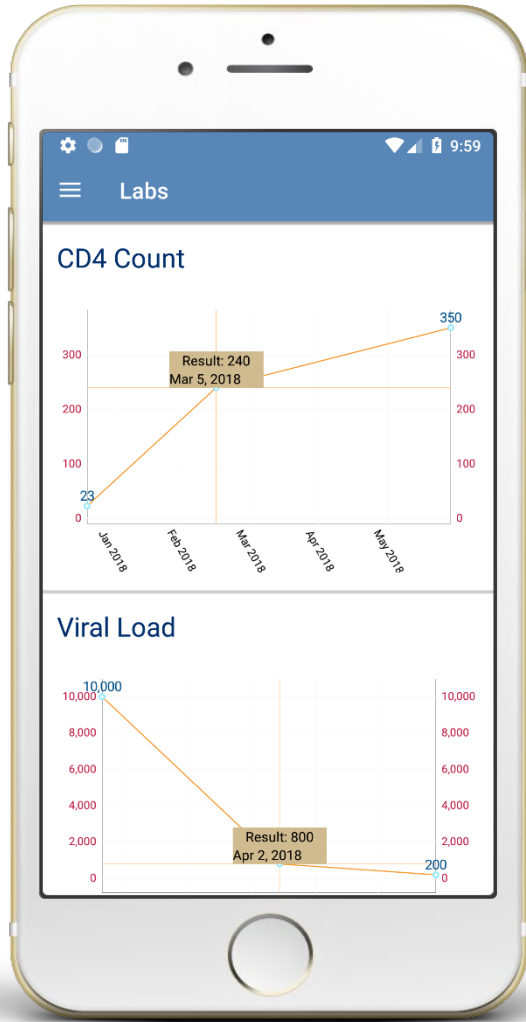 9:59
Labs
CD4 Count
350
300 300
Result: 240
Mar 5, 2018
200 200
100 100
23
0 0
Jan 2018 Feb 2018 Mar 2018 Apr 2018 May 2018
Viral Load
10,000
10,000 10,000
8,000 8,000
6,000 6,000
4,000 4,000
2,000 2,000
Result: 800
Apr 2, 2018
200
0 0